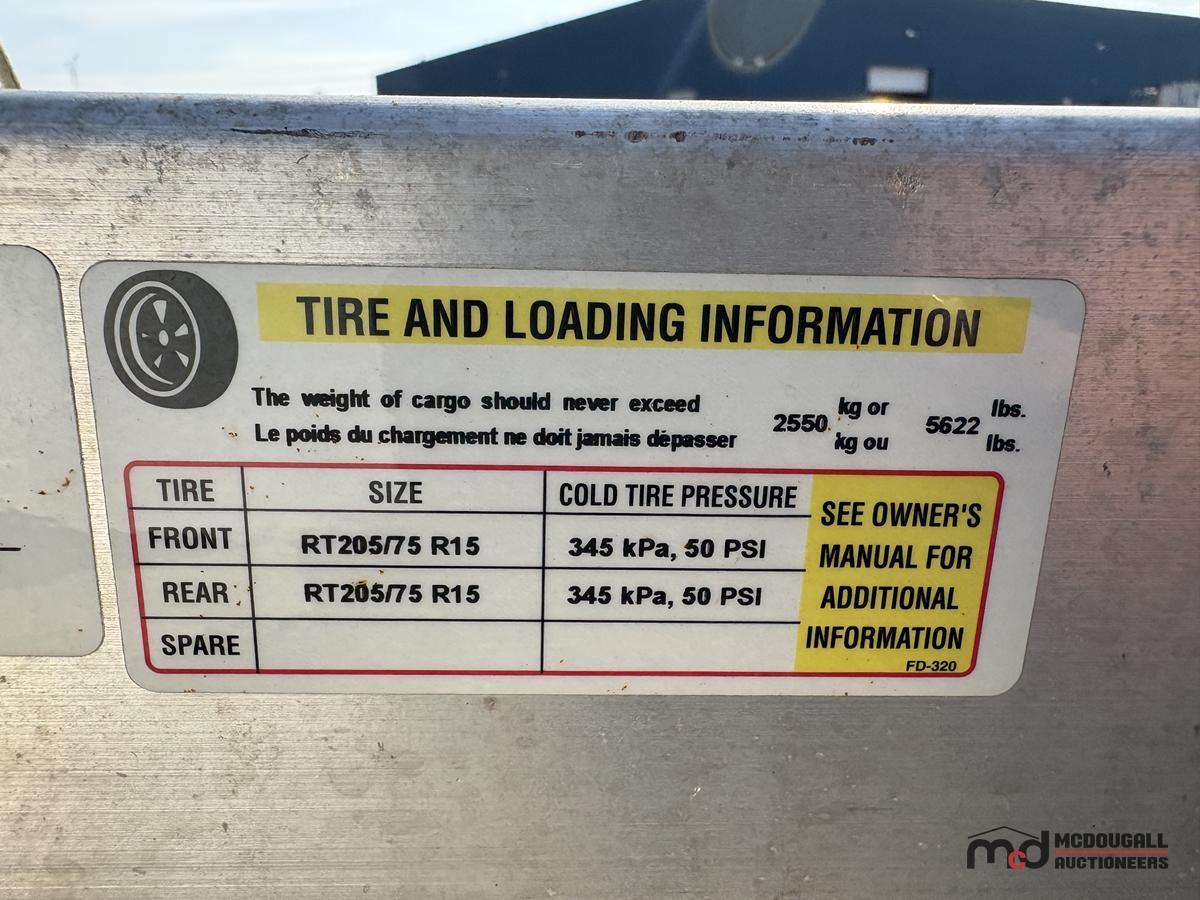 TIRE AND LOADING INFORMATION
The weight of cargo should never exceed
Le poids du chargement ne doit jamais dépasser
2550 kg or 5622 lbs.
kg ou lbs.
TIRE SIZE COLD TIRE PRESSURE
FRONT RT205/75 R15 345 kPa, 50 PSI
REAR RT205/75 R15 345 kPa, 50 PSI
SPARE
SEE OWNER'S
MANUAL FOR
ADDITIONAL
INFORMATION
FD-320
mcd MCDOUGALL
AUCTIONEERS